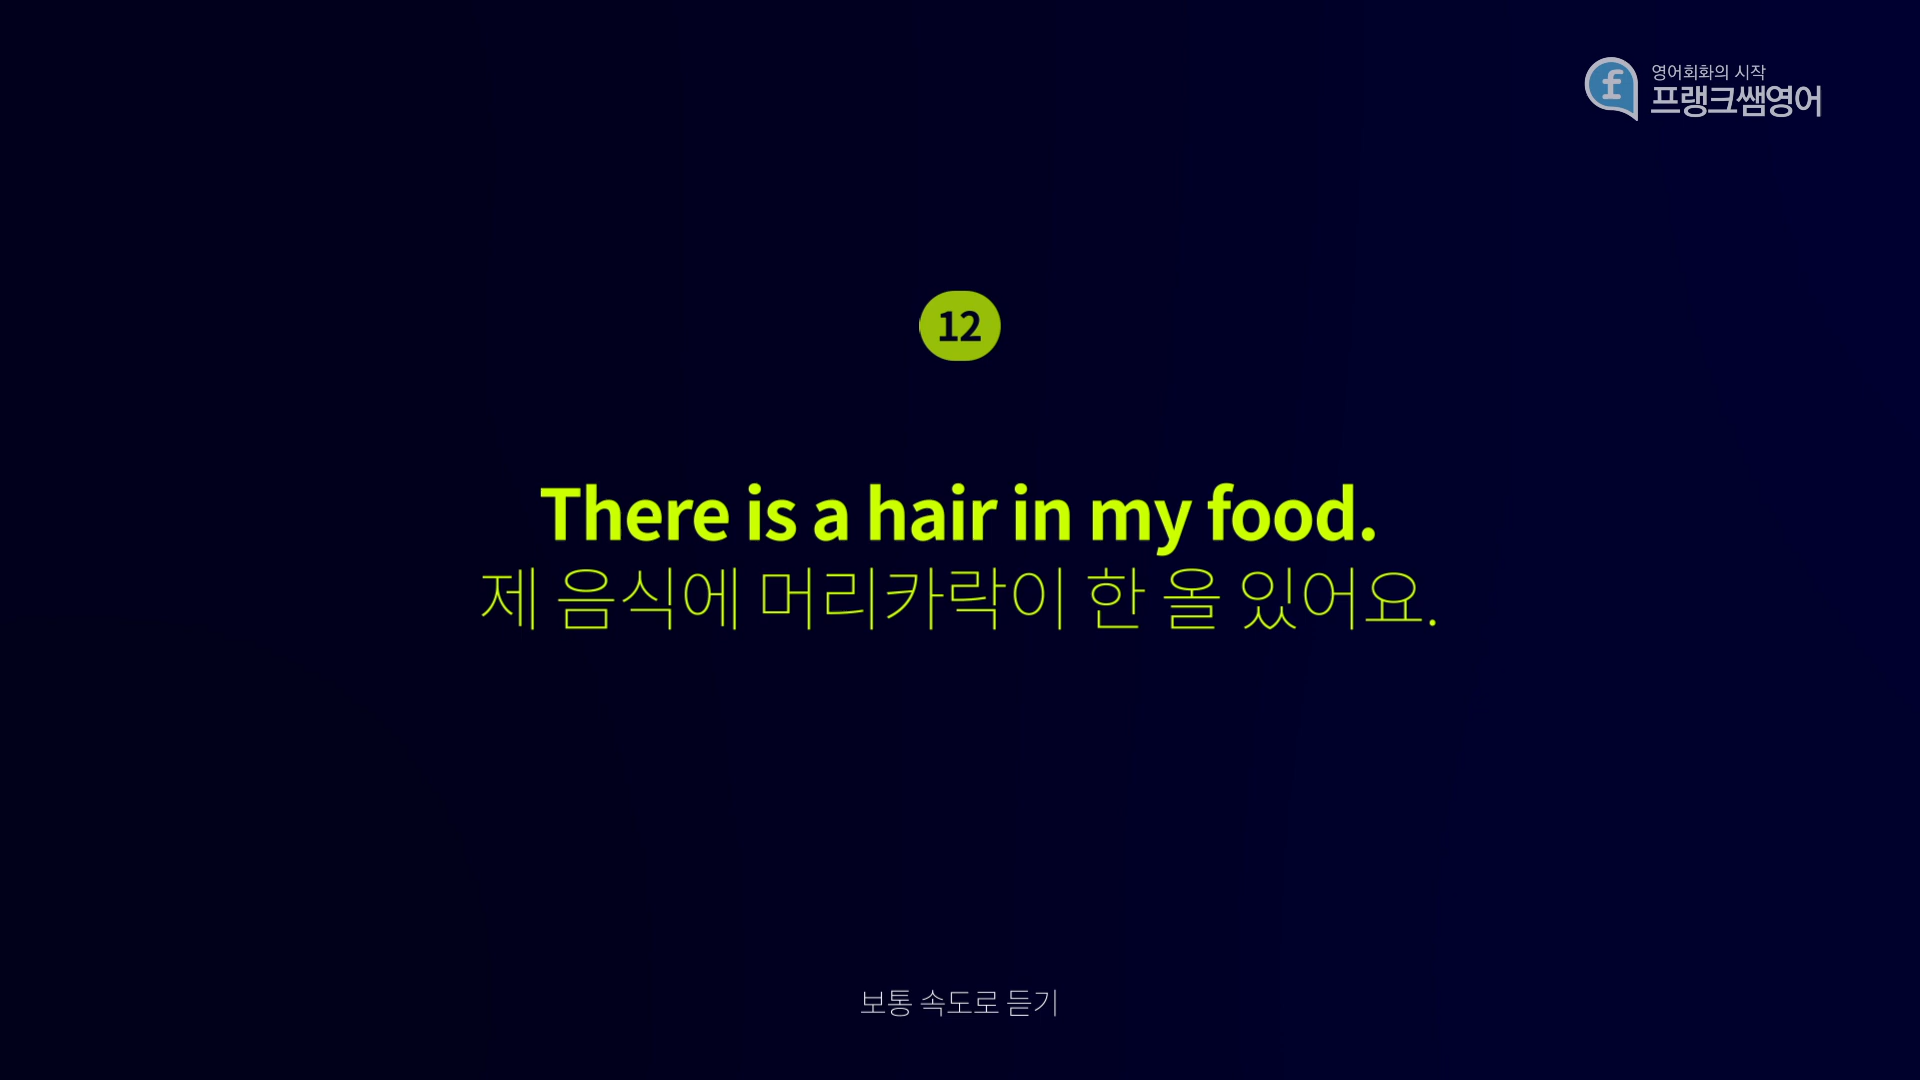 영어회화의 시작
프랭크쌤영어
12
There is a hair in my food.
제 음식에 머리카락이 한 올 있어요.
보통 속도로 듣기